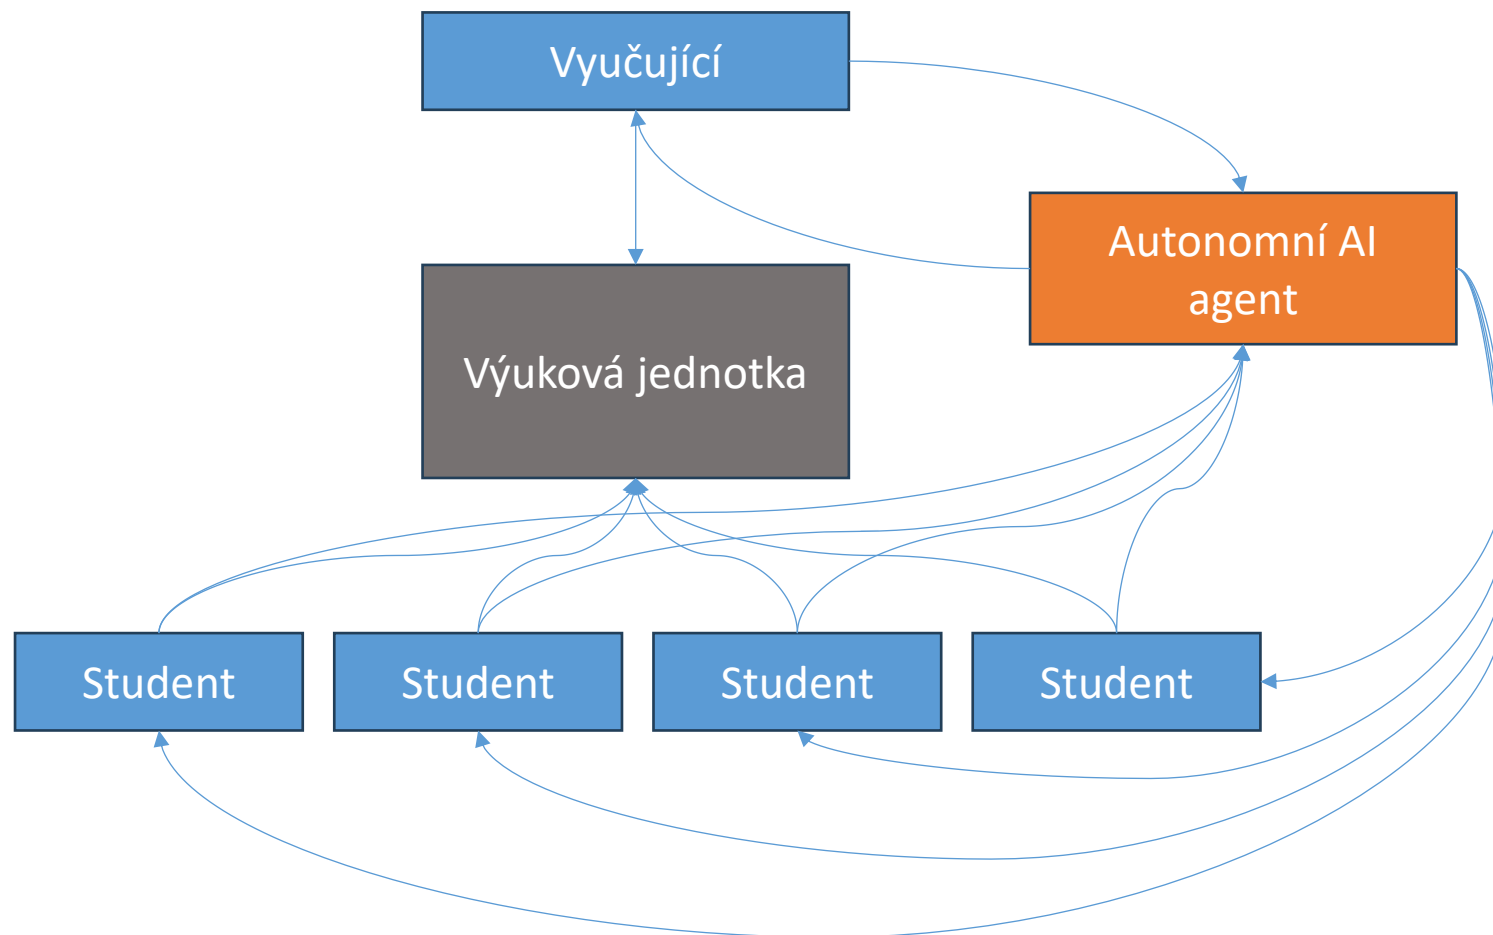 Vyučující
Autonomní AI
agent
Výuková jednotka
Student
Student
Student
Student